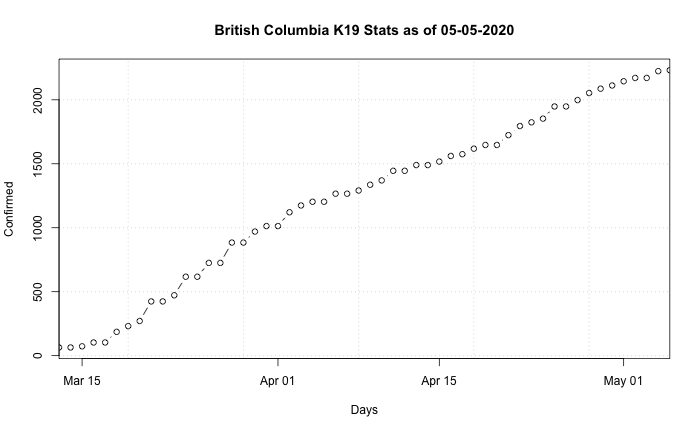 British Columbia K19 Stats as of 05-05-2020
Confirmed
2000
1500
1000
500
0
Mar 15 Apr 01 Apr 15 May 01
Days